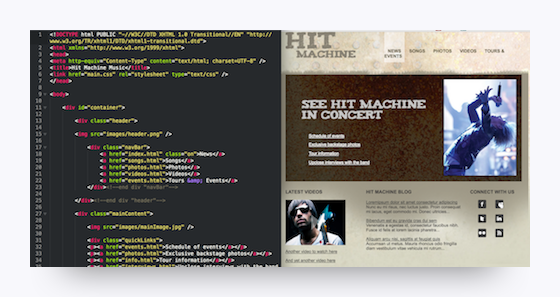 <!DOCTYPE html PUBLIC "-//W3C//DTD XHTML 1.0 Transitional//EN" "http://
www.w3.org/TR/xhtml1/DTD/xhtml1-transitional.dtd">
<html xmlns="http://www.w3.org/1999/xhtml">
<head>
<meta http-equiv="Content-Type" content="text/html; charset=UTF-8" />
<title>Hit Machine Music</title>
<link href="main.css" rel="stylesheet" type="text/css" />
</head>
<body>
<div id="container">
<div class="header">
<img src="images/header.png" />
<div class="navBar">
<a href="index.html" class="on">News</a>
<a href="songs.html">Songs</a>
<a href="photos.html">Photos</a>
<a href="videos.html">Videos</a>
<a href="events.html">Tours &amp; Events</a>
</div><!--end div "navBar"-->
</div><!--end div "header"-->
<div class="mainContent">
<img src="images/mainImage.jpg" />
<div class="quickLinks">
<a href="events.html">Schedule of events</a>
<a href="photos.html">Exclusive backstage photos</a>
<a href="info.html">Tour information</a>
HIT
MACHINE
NEWS SONGS PHOTOS VIDEOS TOURS &
EVENTS
SEE HIT MACHINE
IN CONCERT
Schedule of events
Exclusive backstage photos
Tour information
Upclose interviews with the band
LATEST VIDEOS
Another video to watch here
And yet another video here
HIT MACHINE BLOG
CONNECT WITH US